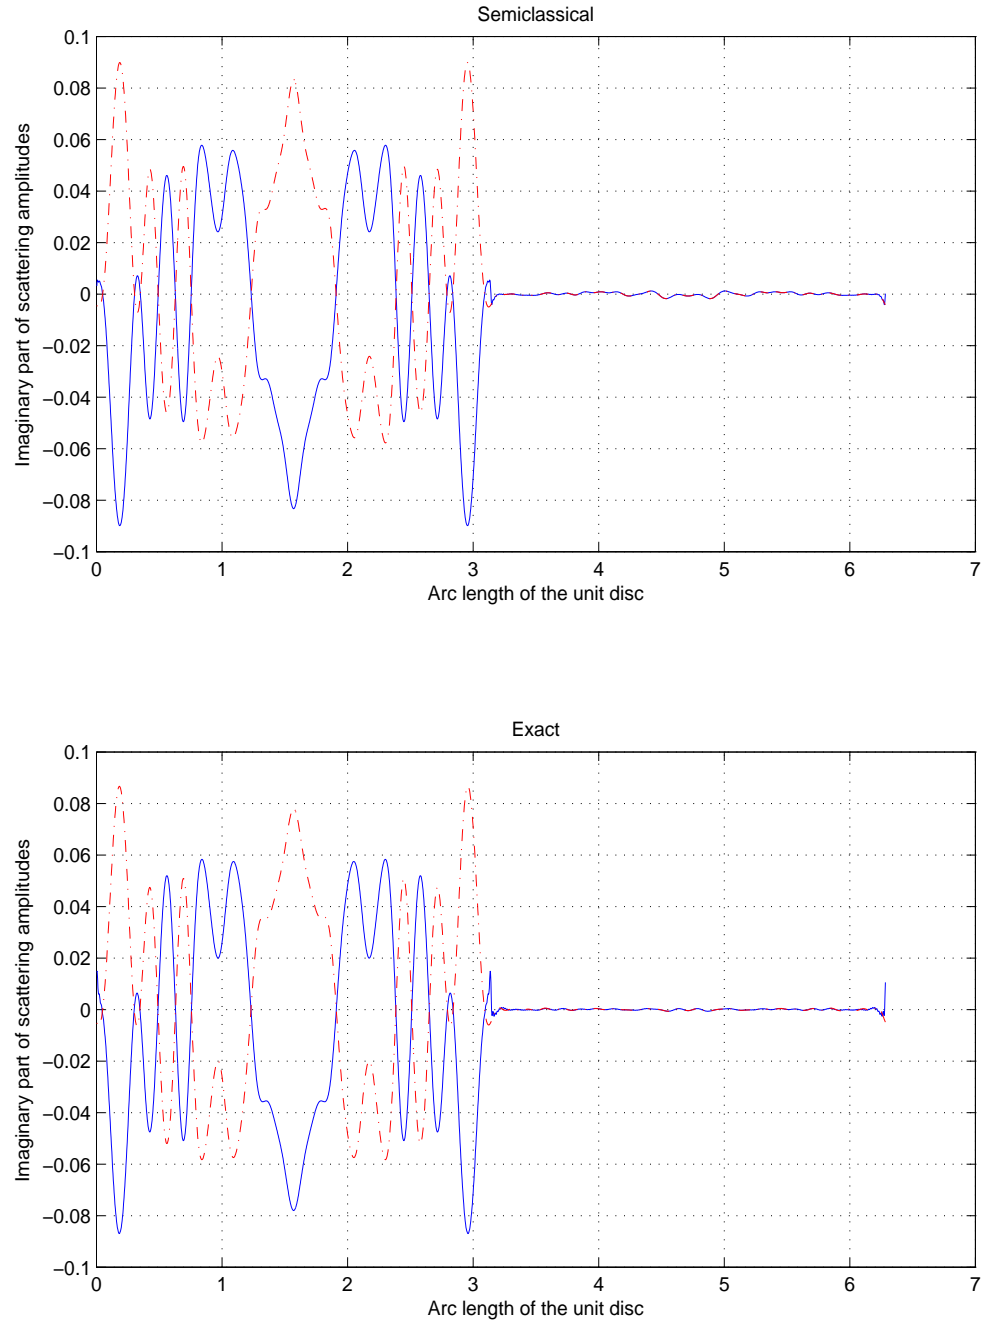 Semiclassical
0.1
0.08
0.06
0.04
0.02
0
−0.02
−0.04
−0.06
−0.08
−0.1
Imaginary part of scattering amplitudes
0 1 2 3 4 5 6 7
Arc length of the unit disc
Exact
0.1
0.08
0.06
0.04
0.02
0
−0.02
−0.04
−0.06
−0.08
−0.1
Imaginary part of scattering amplitudes
0 1 2 3 4 5 6 7
Arc length of the unit disc